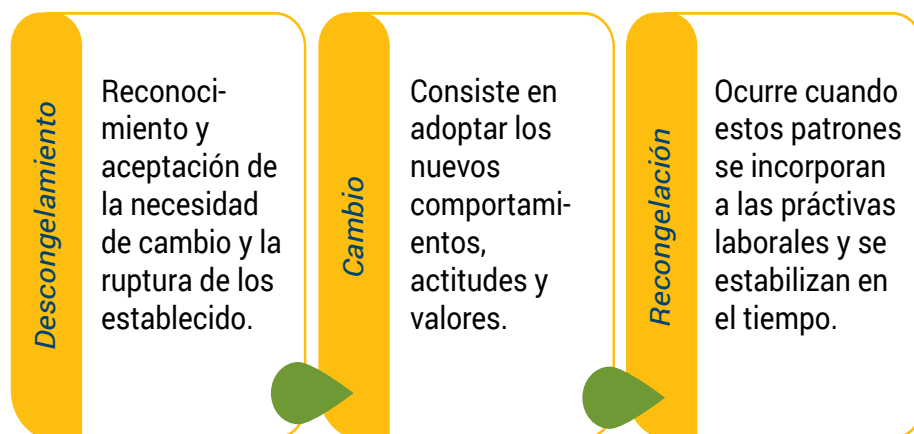 Descongelamiento
Reconoci-
miento y
aceptación de
la necesidad
de cambio y la
ruptura de los
establecido.
Cambio
Consiste en
adoptar los
nuevos
comportami-
entos,
actitudes y
valores.
Recongelación
Ocurre cuando
estos patrones
se incorporan
a las práctivas
laborales y se
estabilizan en
el tiempo.